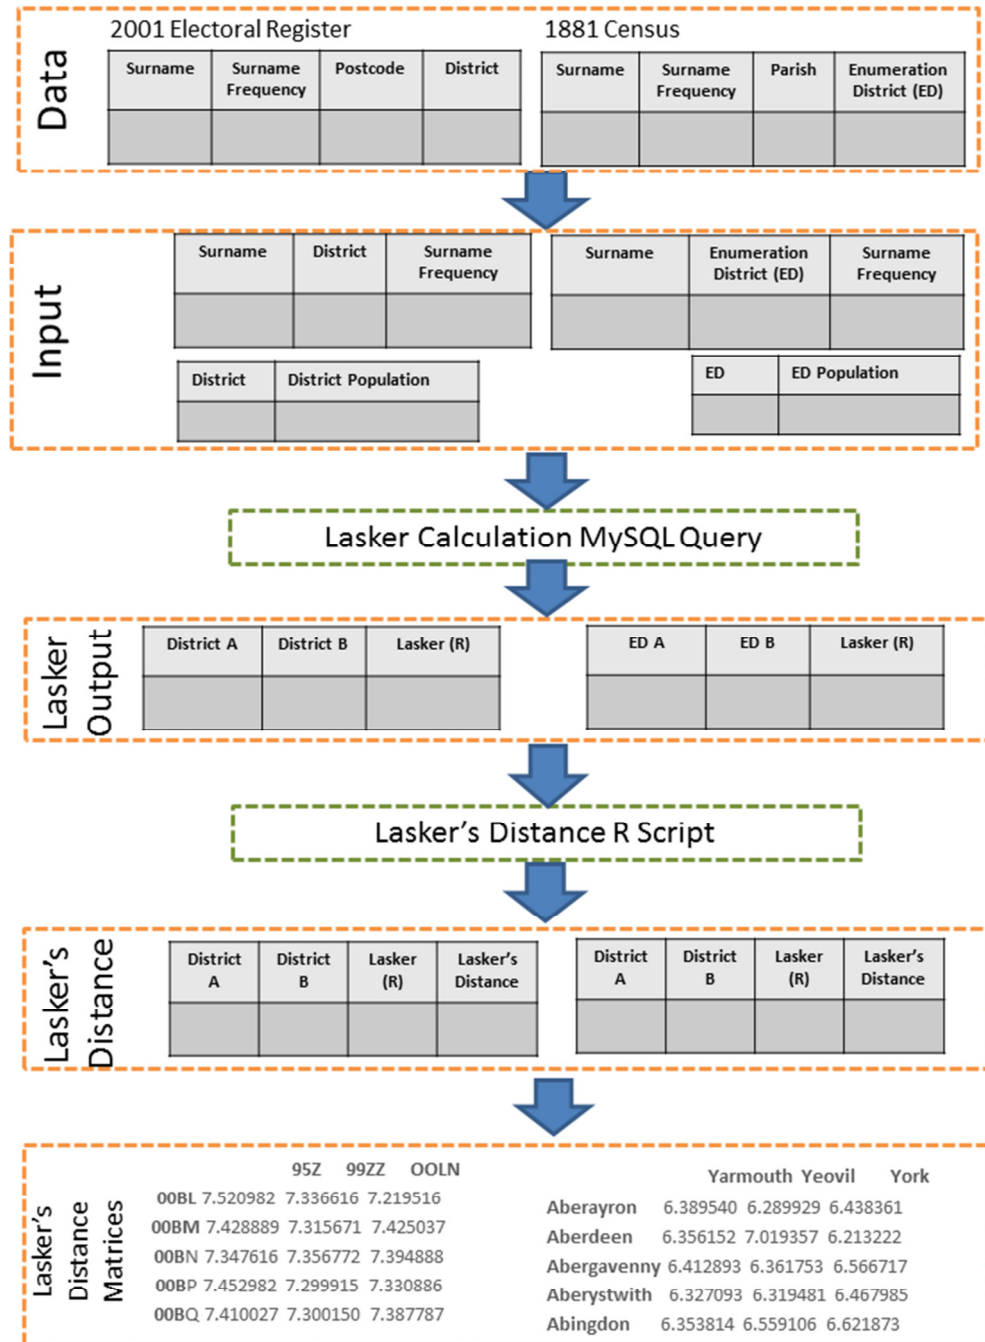 Data
2001 Electoral Register
Surname
Surname
Frequency
Postcode
District
1881 Census
Surname
Surname
Frequency
Parish
Enumeration
District (ED)
Input
Surname
District
Surname
Frequency
Surname
Enumeration
District (ED)
Surname
Frequency
District
District Population
ED
ED Population
Lasker Calculation MySQL Query
Lasker
Output
District A
District B
Lasker (R)
ED A
ED B
Lasker (R)
Lasker's Distance R Script
Lasker's
Distance
District
A
District
B
Lasker
(R)
Lasker's
Distance
District
A
District
B
Lasker
(R)
Lasker's
Distance
Lasker's
Distance
Matrices
95Z 99ZZ OOLN
00BL 7.520982 7.336616 7.219516
00BM 7.428889 7.315671 7.425037
00BN 7.347616 7.356772 7.394888
00BP 7.452982 7.299915 7.330886
00BQ 7.410027 7.300150 7.387787
Yarmouth Yeovil York
Aberayron 6.389540 6.289929 6.438361
Aberdeen 6.356152 7.019357 6.213222
Abergavenny 6.412893 6.361753 6.566717
Aberystwith 6.327093 6.319481 6.467985
Abingdon 6.353814 6.559106 6.621873